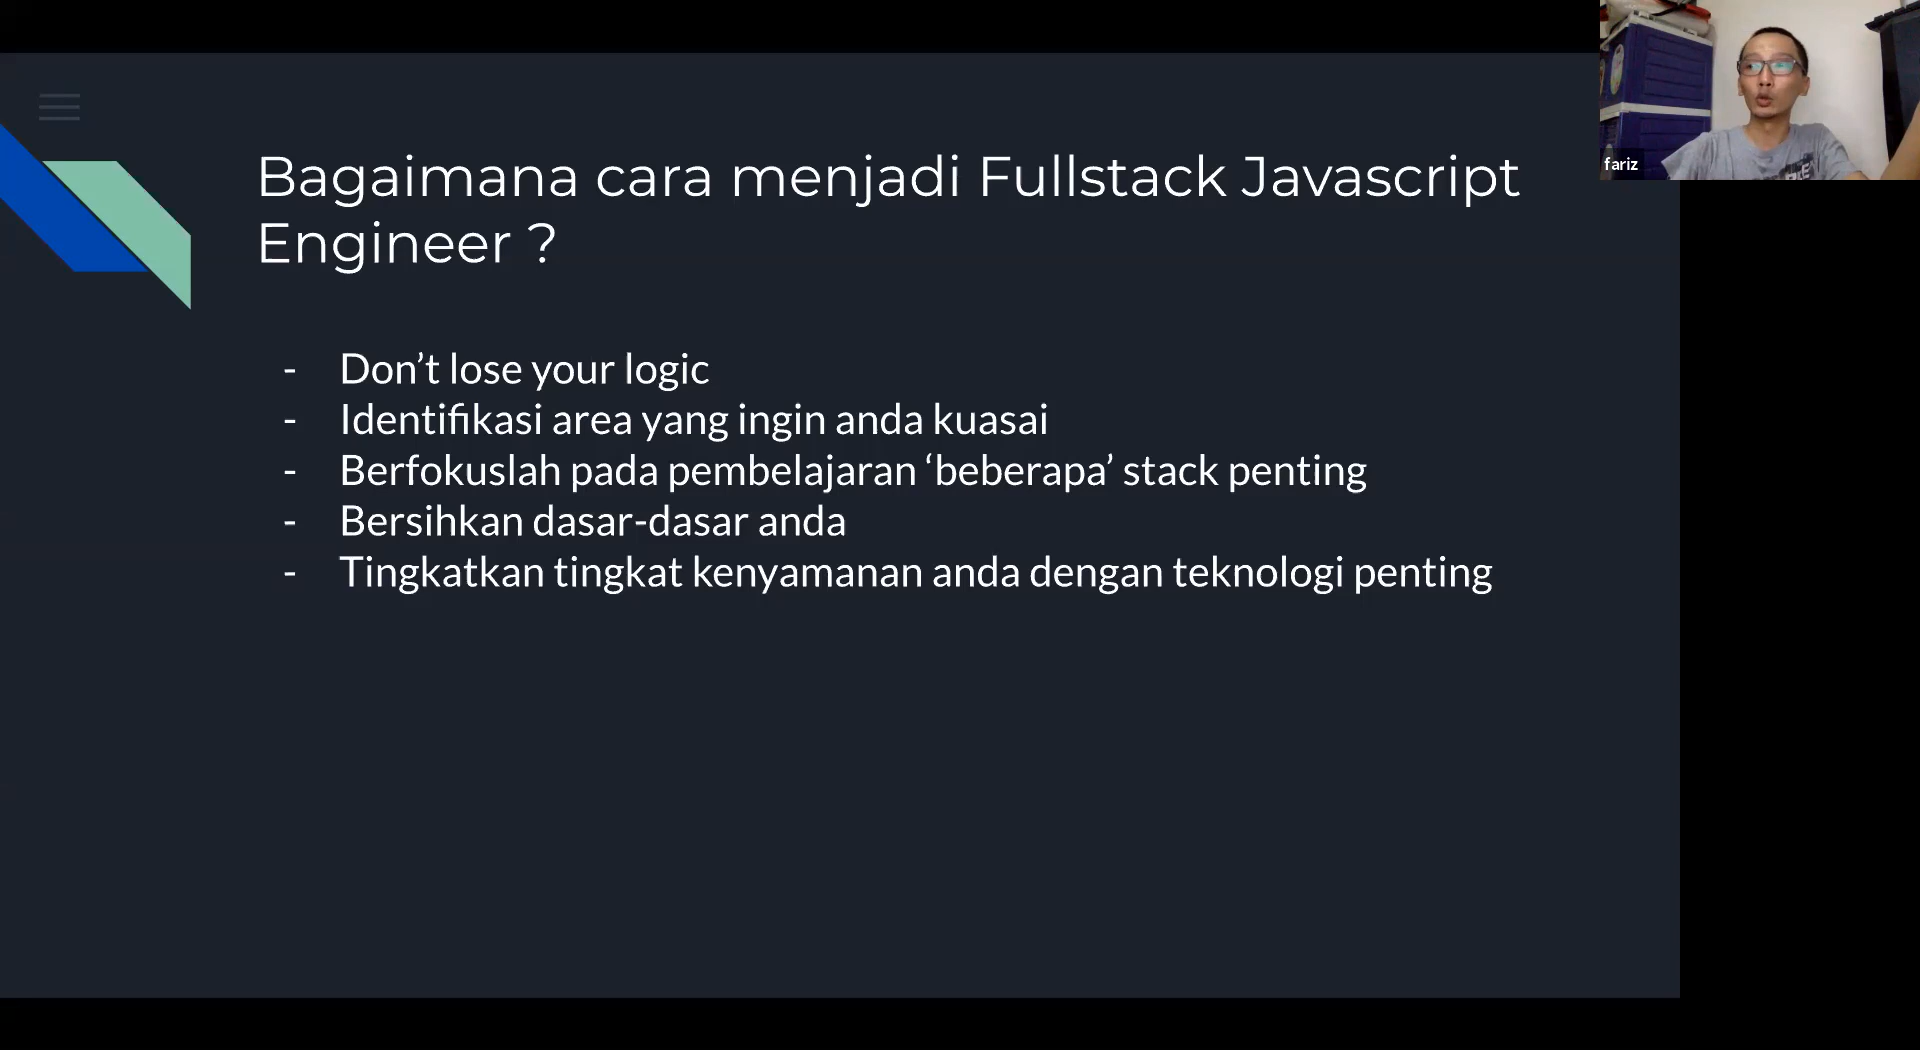 Bagaimana cara menjadi Fullstack Javascript
Engineer ?
- Don’t lose your logic
- Identifikasi area yang ingin anda kuasai
- Berfokuslah pada pembelajaran ‘beberapa’ stack penting
- Bersihkan dasar-dasar anda
- Tingkatkan tingkat kenyamanan anda dengan teknologi penting
fariz